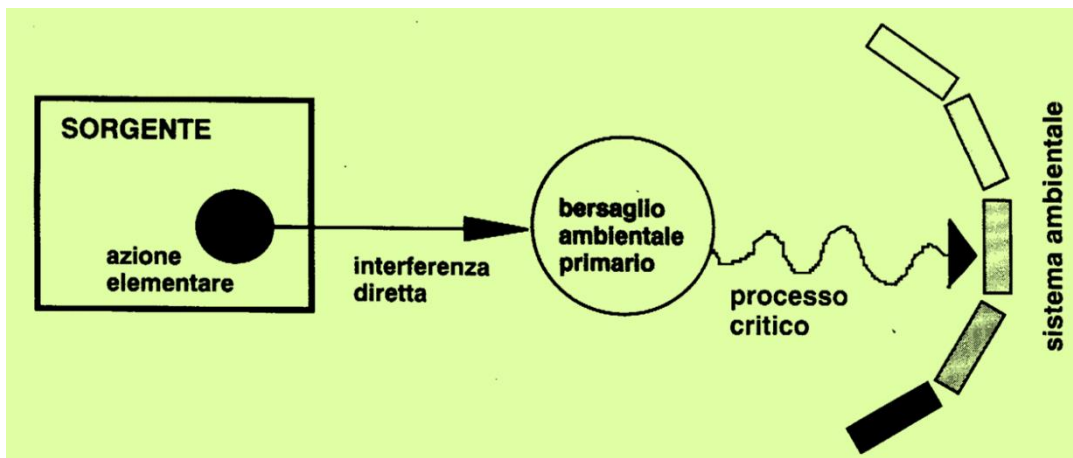 SORGENTE
azione
elementare
interferenza
diretta
bersaglio
ambientale
primario
processo
critico
sistema ambientale